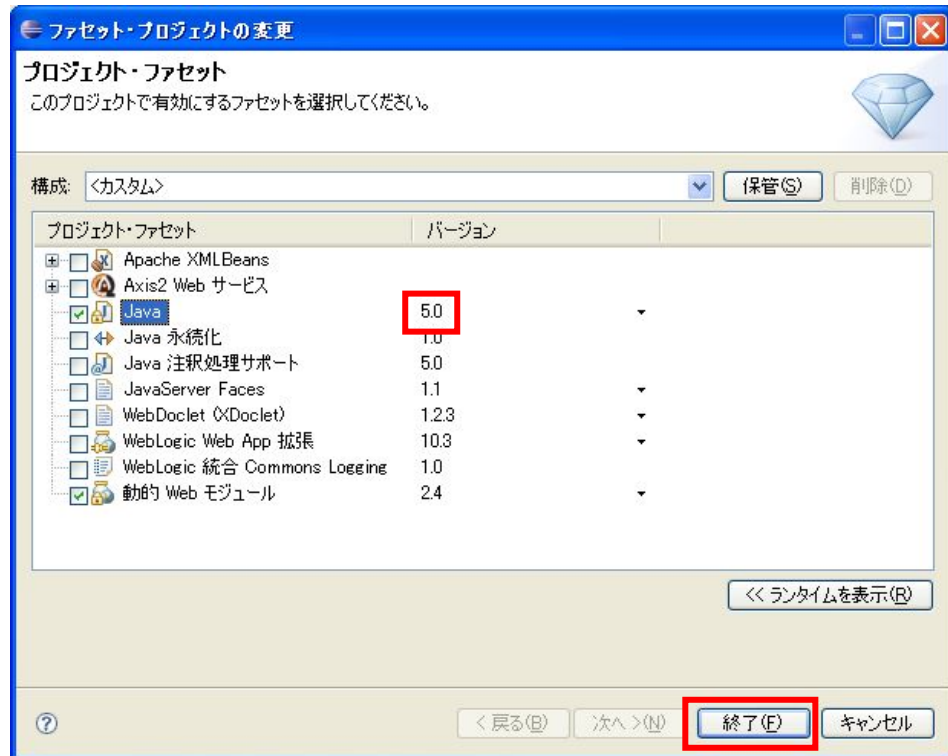 ファセット・プロジェクトの変更
プロジェクト・ファセット
このプロジェクトで有効にするファセットを選択してください。
構成: <カスタム> 保管(S) 削除(D)
プロジェクト・ファセット バージョン
Apache XMLBeans
Axis2 Web サービス
Java 5.0
Java 永続化 1.0
Java 注釈処理サポート 5.0
JavaServer Faces 1.1
WebDoclet (XDoclet) 1.2.3
WebLogic Web App 拡張 10.3
WebLogic 統合 Commons Logging 1.0
動的 Web モジュール 2.4
<< ランタイムを表示(R)
? < 戻る(B) 次へ >(N) 終了(F) キャンセル